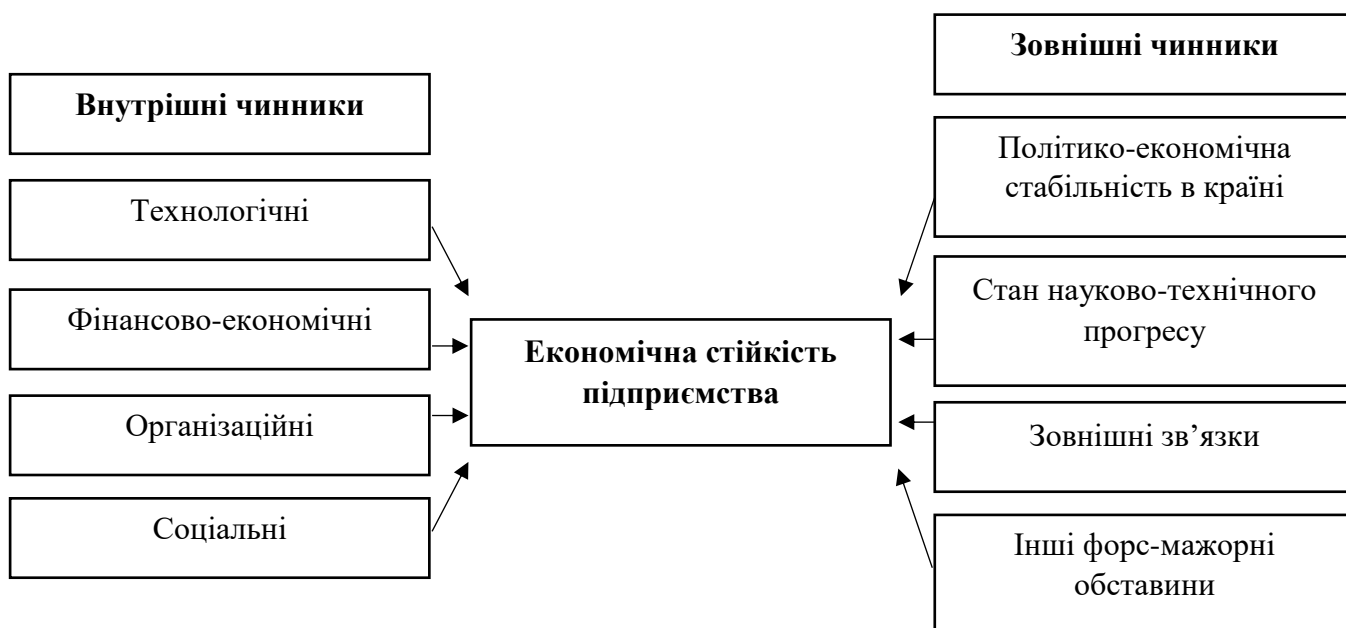 Внутрішні чинники
Технологічні
Фінансово-економічні
Організаційні
Соціальні
Економічна стійкість
підприємства
Зовнішні чинники
Політико-економічна
стабільність в країні
Стан науково-технічного
прогресу
Зовнішні зв’язки
Інші форс-мажорні
обставини